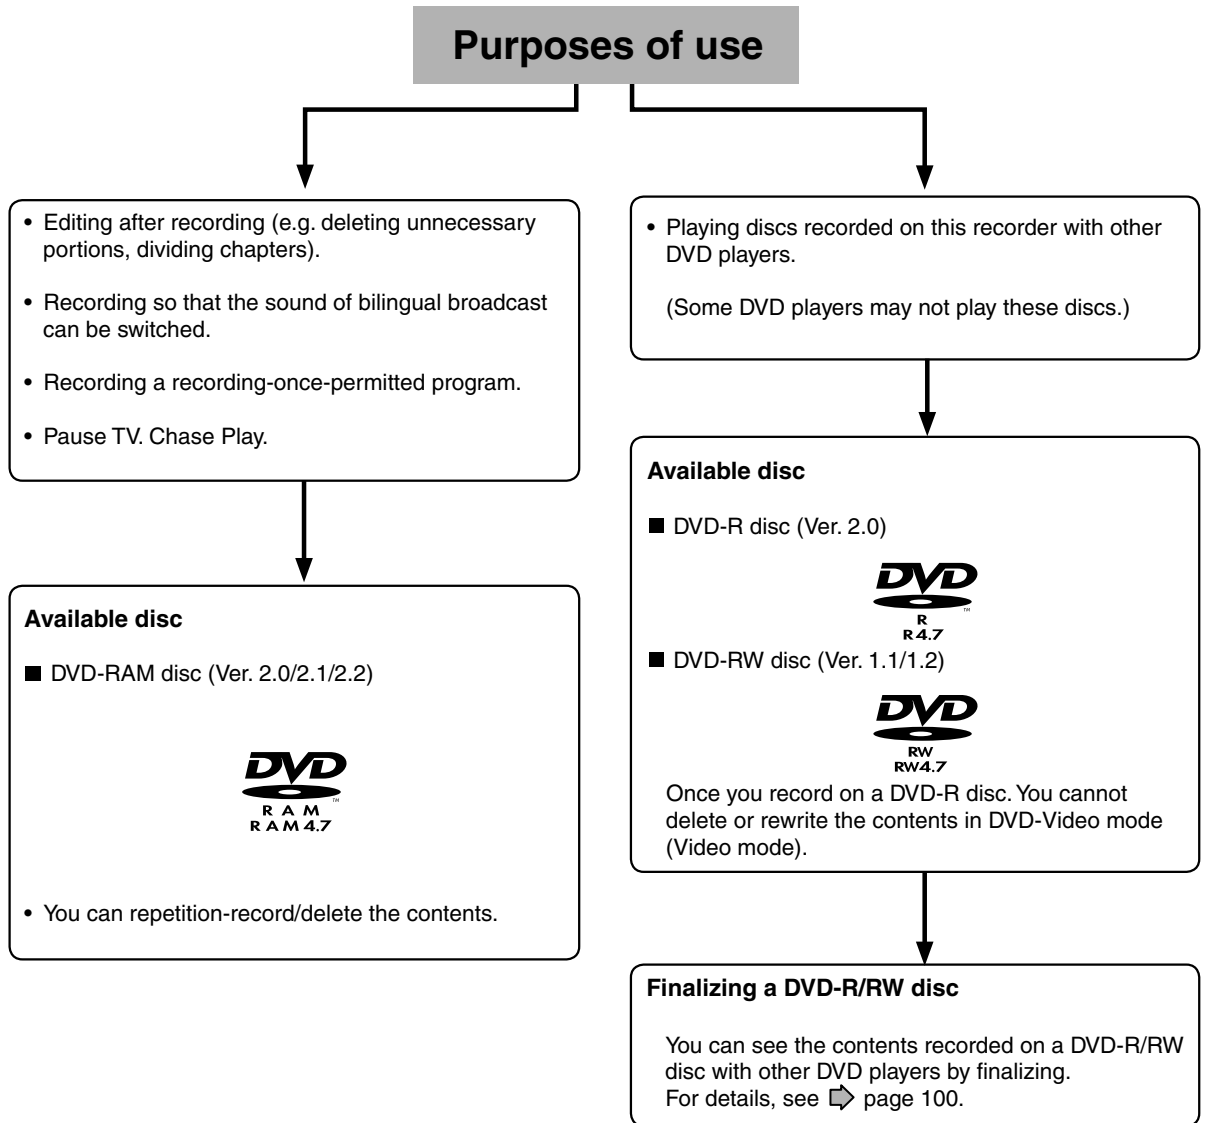 Purposes of use
• Editing after recording (e.g. deleting unnecessary
portions, dividing chapters).
• Recording so that the sound of bilingual broadcast
can be switched.
• Recording a recording-once-permitted program.
• Pause TV. Chase Play.
Available disc
■ DVD-RAM disc (Ver. 2.0/2.1/2.2)
DVD
TM
RAM
RAM 4.7
• You can repetition-record/delete the contents.
• Playing discs recorded on this recorder with other
DVD players.
(Some DVD players may not play these discs.)
Available disc
■ DVD-R disc (Ver. 2.0)
DVD
TM
R
R 4.7
■ DVD-RW disc (Ver. 1.1/1.2)
DVD
RW
RW4.7
Once you record on a DVD-R disc. You cannot
delete or rewrite the contents in DVD-Video mode
(Video mode).
Finalizing a DVD-R/RW disc
You can see the contents recorded on a DVD-R/RW
disc with other DVD players by finalizing.
For details, see page 100.